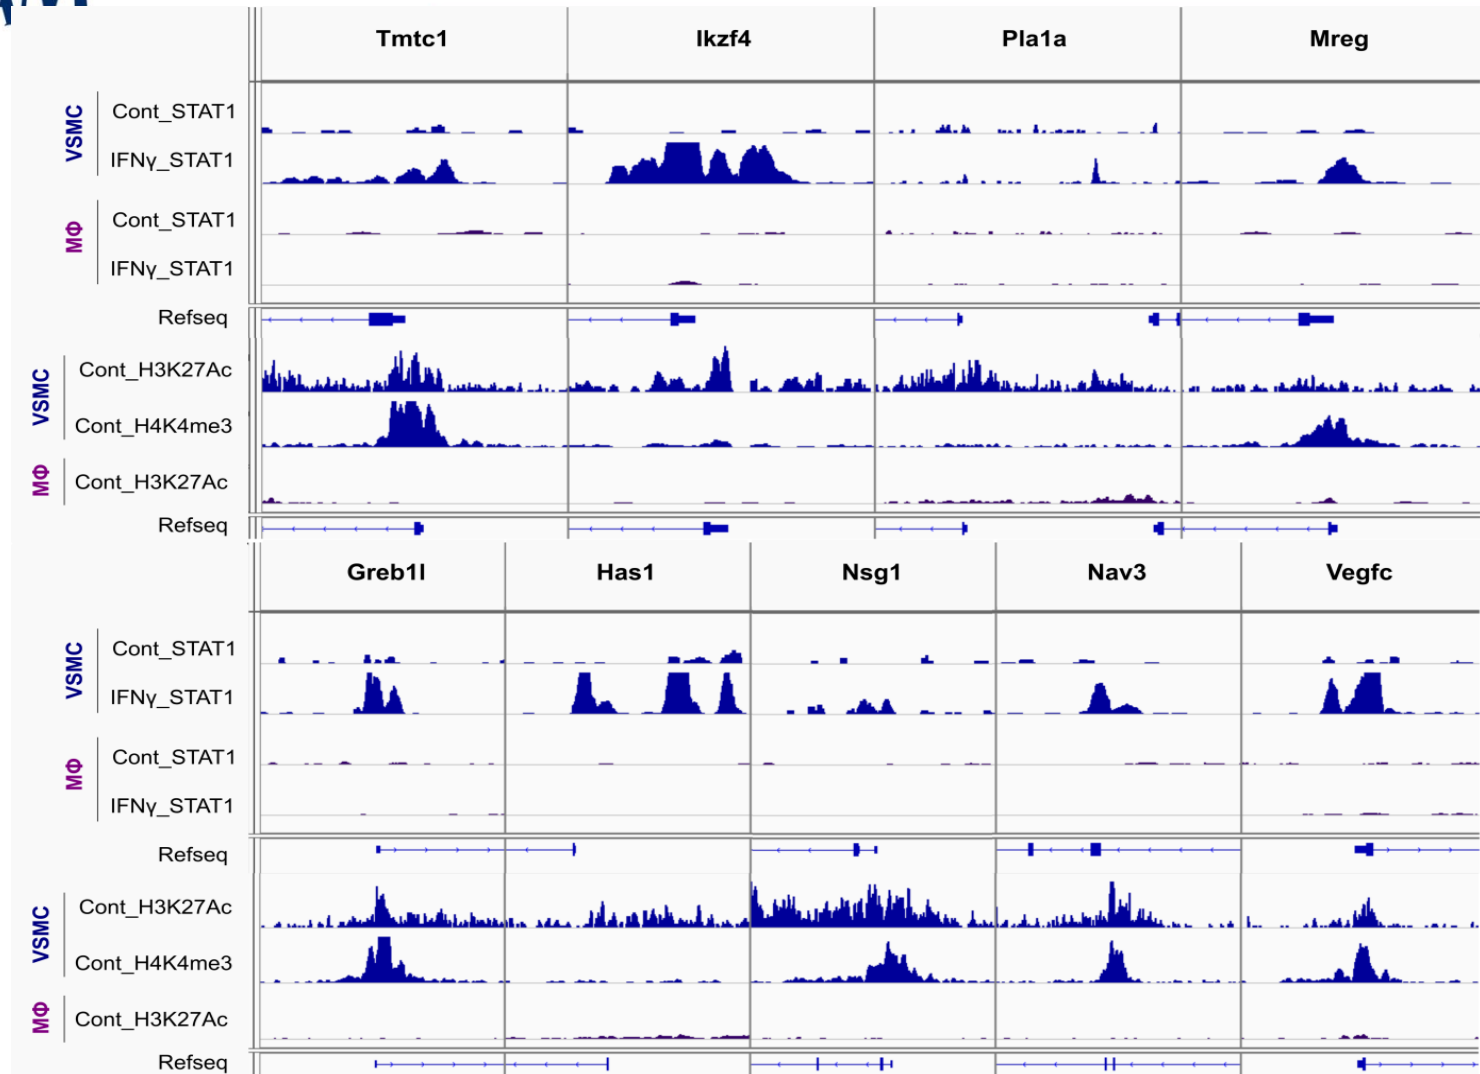 Tmtc1 Ikzf4 Pla1a Mreg
VSMC
Cont_STAT1
IFNγ_STAT1
MΦ
Cont_STAT1
IFNγ_STAT1
Refseq
VSMC
Cont_H3K27Ac
Cont_H4K4me3
MΦ
Cont_H3K27Ac
Refseq
Greb1l Has1 Nsg1 Nav3 Vegfc
VSMC
Cont_STAT1
IFNγ_STAT1
MΦ
Cont_STAT1
IFNγ_STAT1
Refseq
VSMC
Cont_H3K27Ac
Cont_H4K4me3
MΦ
Cont_H3K27Ac
Refseq